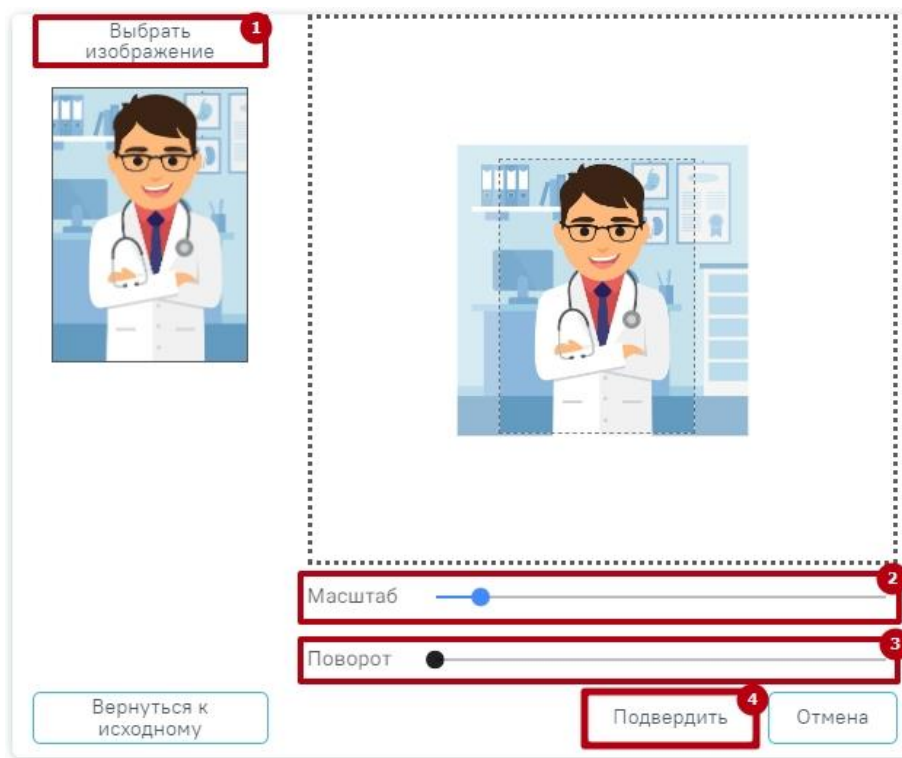 Выбрать
изображение
1
2
Масштаб
3
Поворот
4
Вернуться к
исходному
Подвердить
Отмена